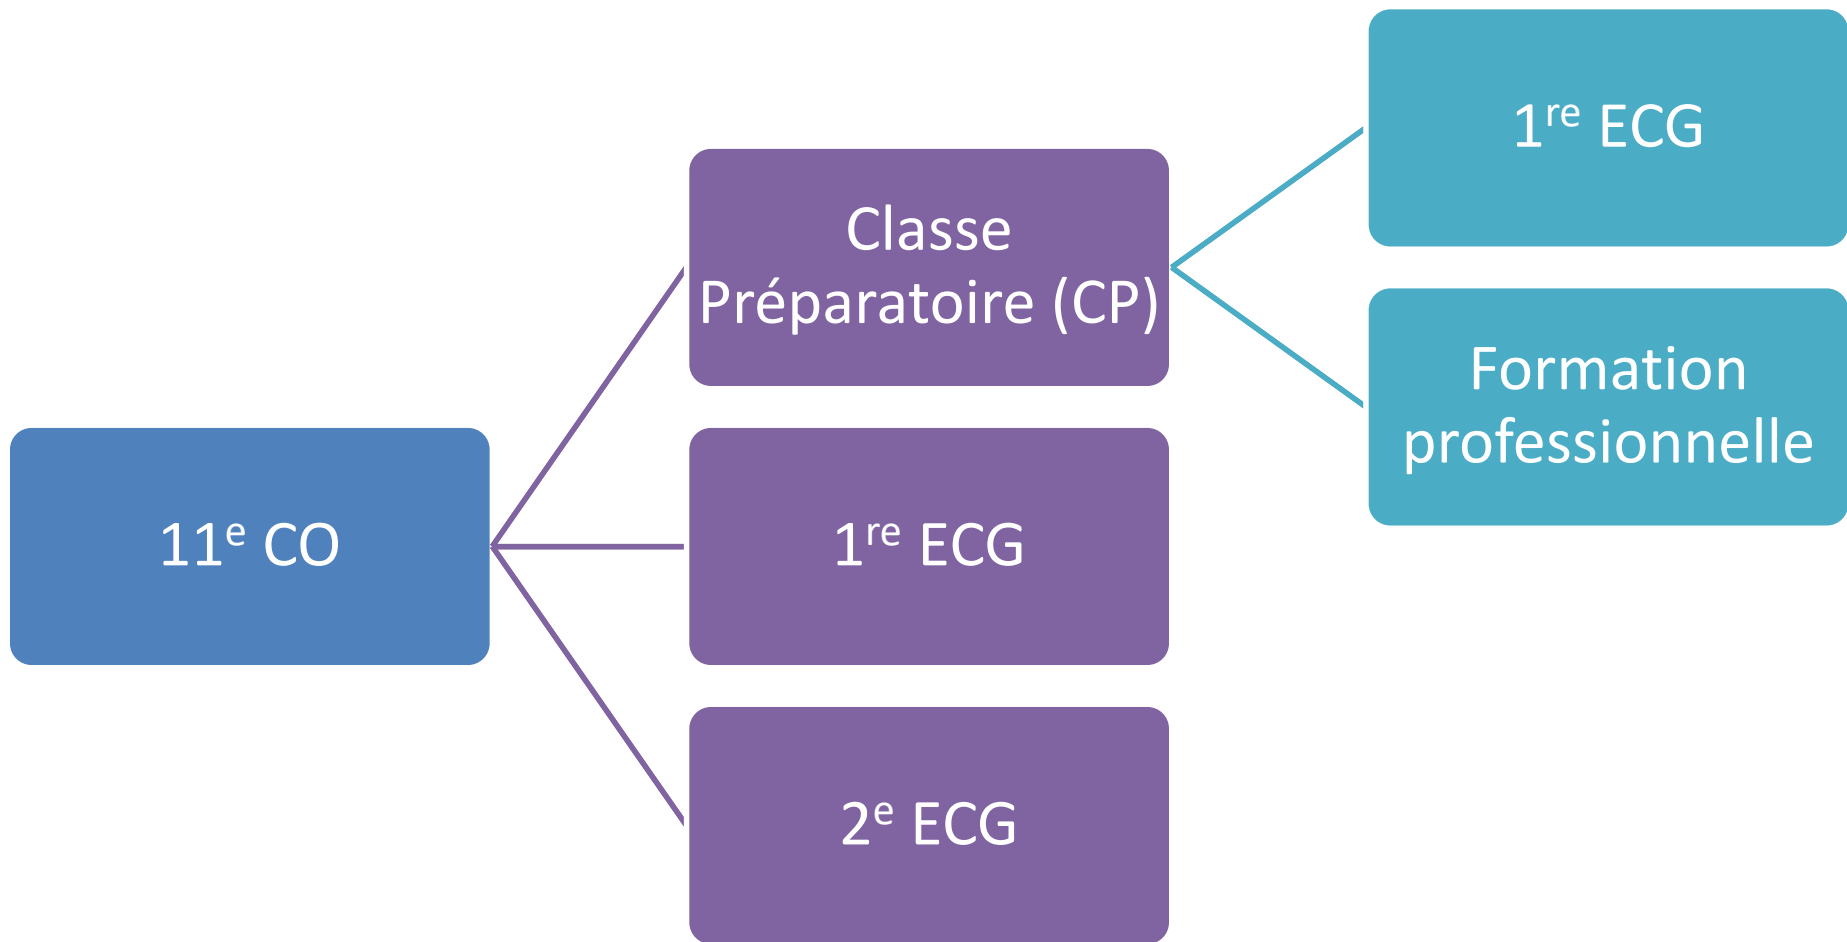 11ᵉ CO
Classe
Préparatoire (CP)
1ʳᵉ ECG
2ᵉ ECG
1ʳᵉ ECG
Formation
professionnelle